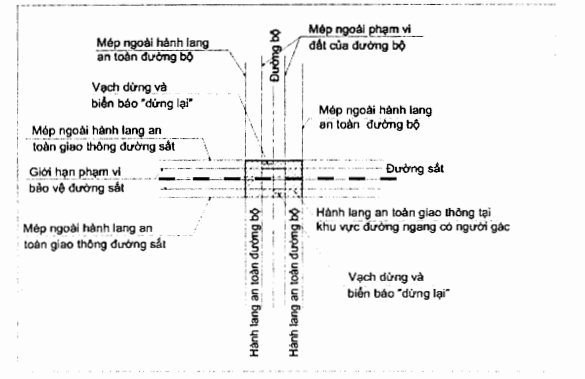 Mép ngoài hành lang
an toàn đường bộ
Đường bộ
Mép ngoài phạm vi
đất của đường bộ
Vạch dừng và
biển báo "dừng lại"
Mép ngoài hành lang
an toàn đường bộ
Mép ngoài hành lang an
toàn giao thông đường sắt
Giới hạn phạm vi
bảo vệ đường sắt
Đường sắt
Mép ngoài hành lang an
toàn giao thông đường sắt
Hành lang an toàn đường bộ
Hành lang an toàn đường bộ
Hành lang an toàn giao thông tại
khu vực đường ngang có người gác
Vạch dừng và
biển báo "dừng lại"